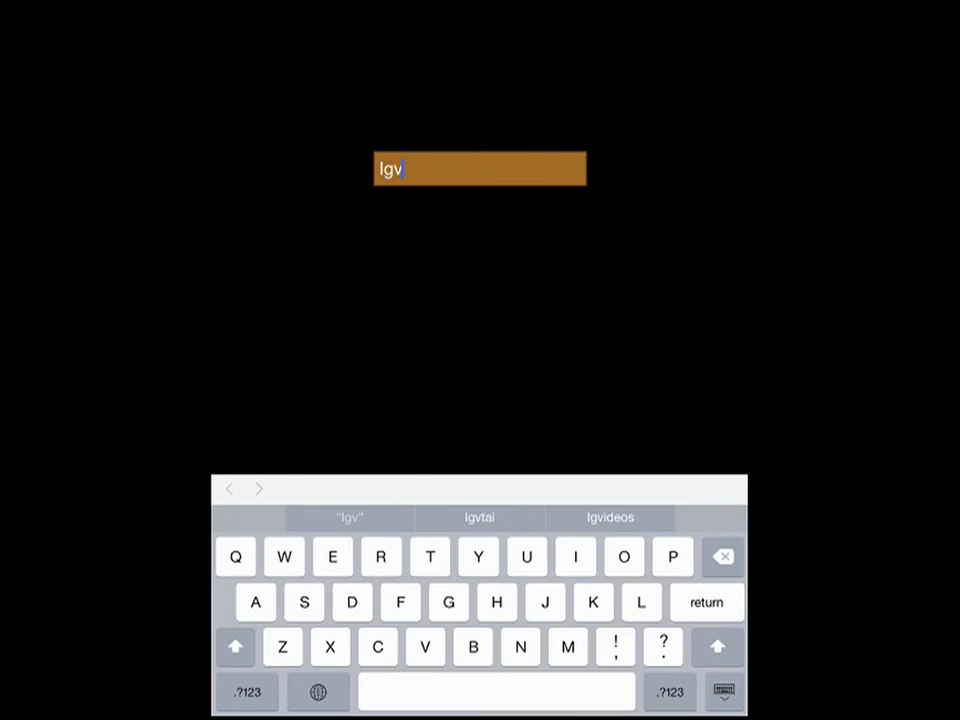 Igv
"Igv" Igvtai Igvideos
Q W E R T Y U I O P
A S D F G H J K L return
Z X C V B N M ! , ? .
.?123 .?123